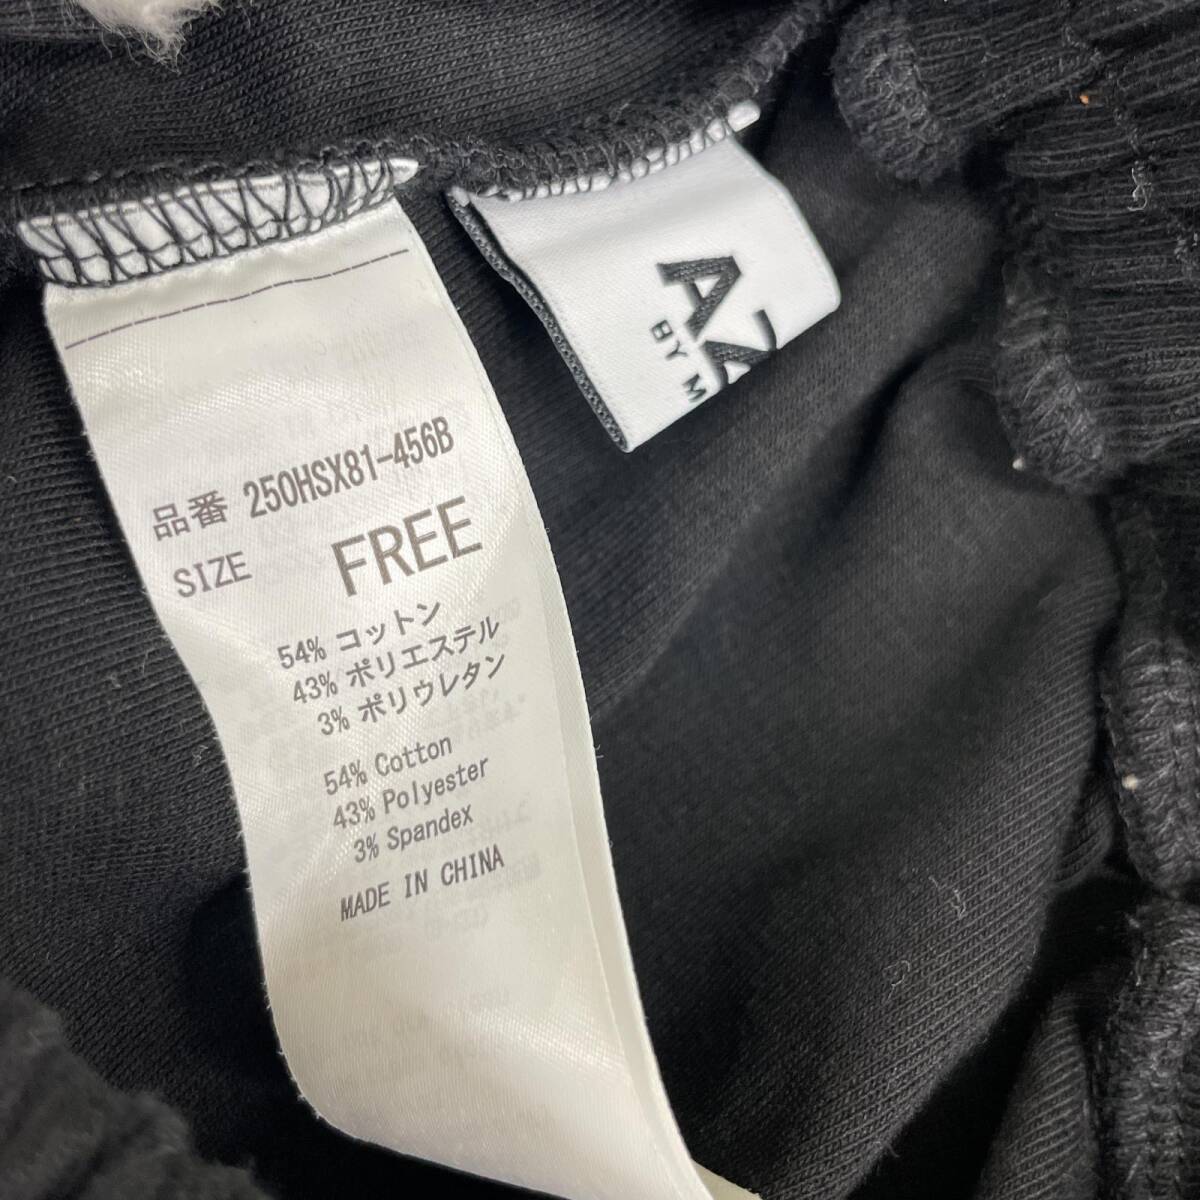 品番 250HSX81-456B
SIZE FREE
54% コットン
43% ポリエステル
3% ポリウレタン
54% Cotton
43% Polyester
3% Spandex
MADE IN CHINA
AZ
BY M